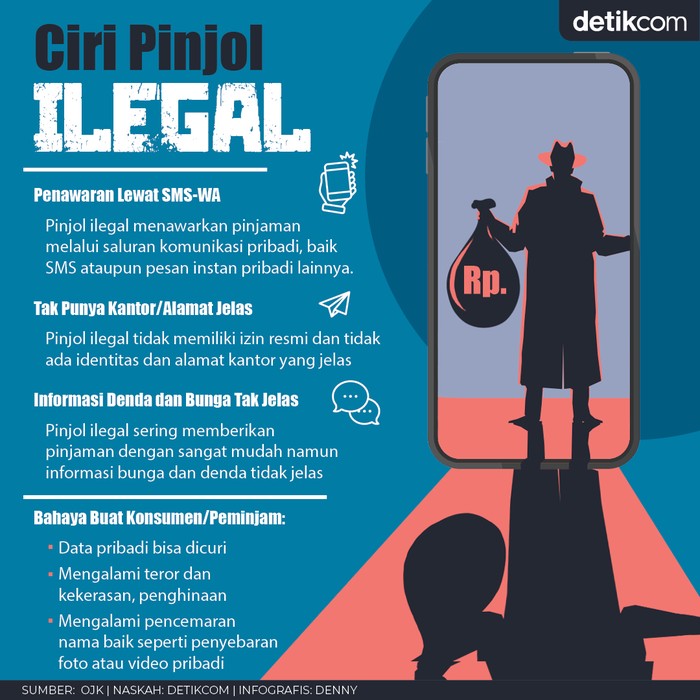 detikcom
Ciri Pinjol
ILEGAL
Penawaran Lewat SMS-WA
Pinjol ilegal menawarkan pinjaman
melalui saluran komunikasi pribadi, baik
SMS ataupun pesan instan pribadi lainnya.
Tak Punya Kantor/Alamat Jelas
Pinjol ilegal tidak memiliki izin resmi dan tidak
ada identitas dan alamat kantor yang jelas
Informasi Denda dan Bunga Tak Jelas
Pinjol ilegal sering memberikan
pinjaman dengan sangat mudah namun
informasi bunga dan denda tidak jelas
Bahaya Buat Konsumen/Peminjam:
▪ Data pribadi bisa dicuri
▪ Mengalami teror dan
kekerasan, penghinaan
▪ Mengalami pencemaran
nama baik seperti penyebaran
foto atau video pribadi
Rp.
SUMBER: OJK | NASKAH: DETIKCOM | INFOGRAFIS: DENNY